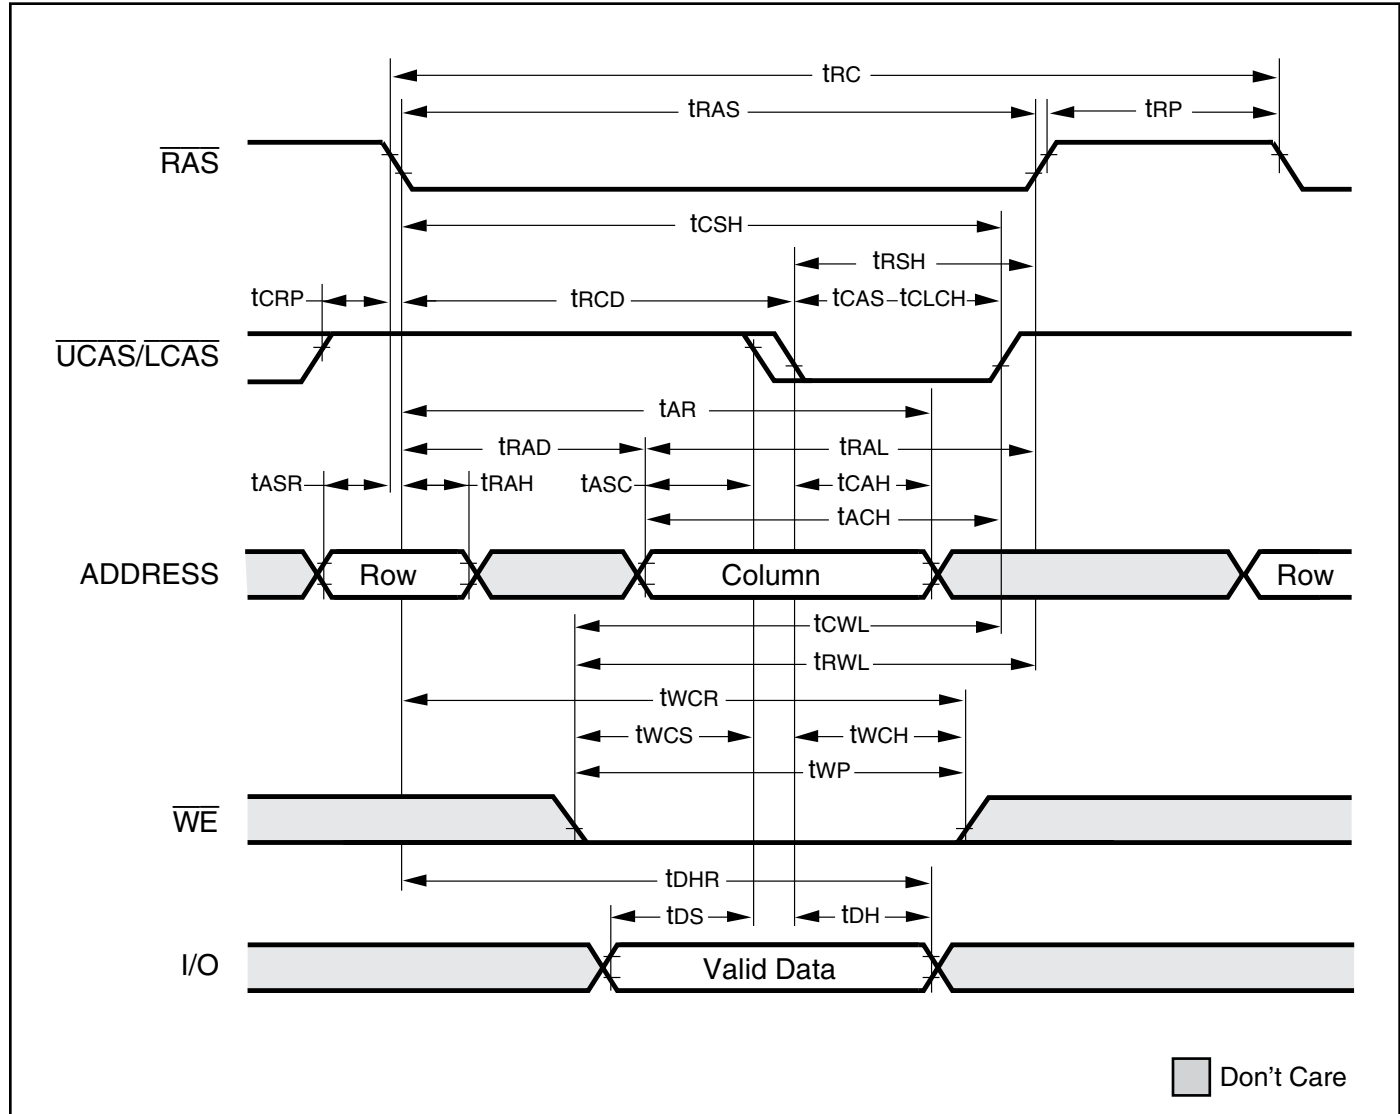 tRC
tRAS tRP
RAS
tCSH
tRSH
tCRP tRCD tCAS tCLCH
UCAS/LCAS
tAR
tRAD tRAL
tASR tRAH tASC tCAH
tACH
ADDRESS Row Column Row
tCWL
tRWL
tWCR
tWCS tWCH
tWP
WE
tDHR
tDS tDH
I/O Valid Data
Don't Care